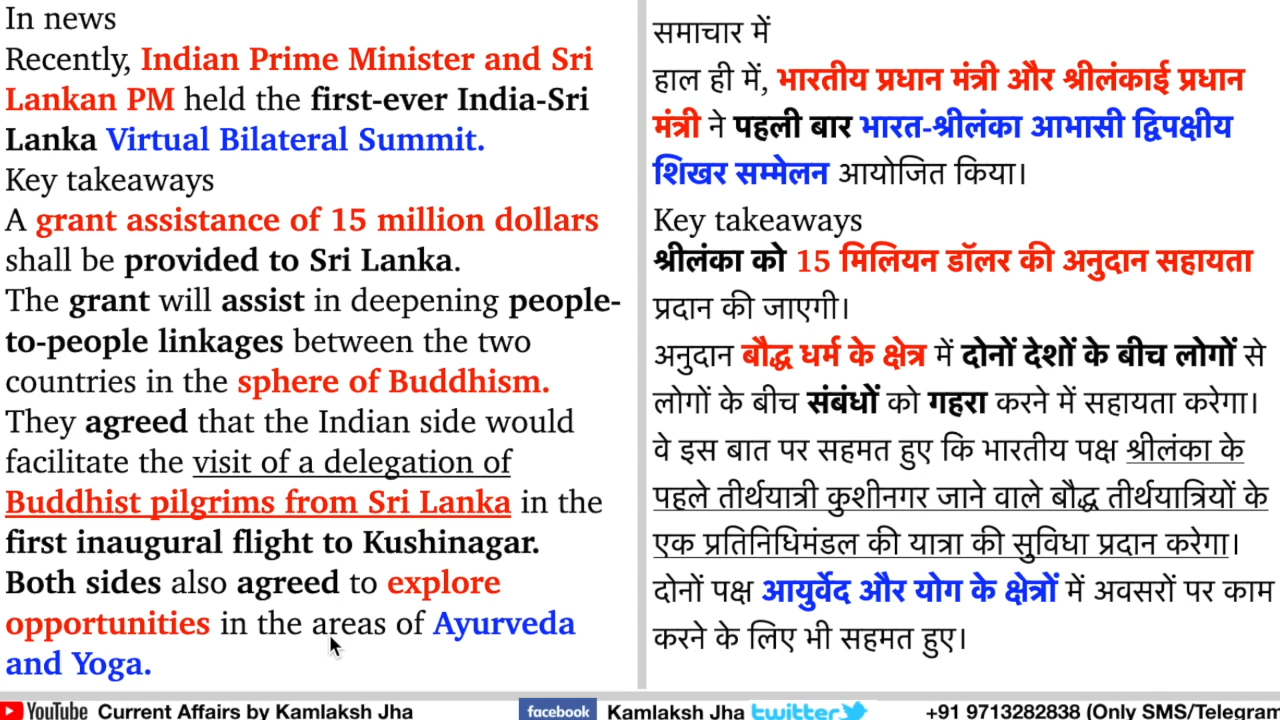 In news
Recently, Indian Prime Minister and Sri
Lankan PM held the first-ever India-Sri
Lanka Virtual Bilateral Summit.
Key takeaways
A grant assistance of 15 million dollars
shall be provided to Sri Lanka.
The grant will assist in deepening people-
to-people linkages between the two
countries in the sphere of Buddhism.
They agreed that the Indian side would
facilitate the visit of a delegation of
Buddhist pilgrims from Sri Lanka in the
first inaugural flight to Kushinagar.
Both sides also agreed to explore
opportunities in the areas of Ayurveda
and Yoga.
समाचार में
हाल ही में, भारतीय प्रधान मंत्री और श्रीलंकाई प्रधान
मंत्री ने पहली बार भारत-श्रीलंका आभासी द्विपक्षीय
शिखर सम्मेलन आयोजित किया।
Key takeaways
श्रीलंका को 15 मिलियन डॉलर की अनुदान सहायता
प्रदान की जाएगी।
अनुदान बौद्ध धर्म के क्षेत्र में दोनों देशों के बीच लोगों से
लोगों के बीच संबंधों को गहरा करने में सहायता करेगा।
वे इस बात पर सहमत हुए कि भारतीय पक्ष श्रीलंका के
पहले तीर्थयात्री कुशीनगर जाने वाले बौद्ध तीर्थयात्रियों के
एक प्रतिनिधिमंडल की यात्रा की सुविधा प्रदान करेगा।
दोनों पक्ष आयुर्वेद और योग के क्षेत्रों में अवसरों पर काम
करने के लिए भी सहमत हुए।
YouTube Current Affairs by Kamlaksh Jha facebook Kamlaksh Jha twitter +91 9713282838 (Only SMS/Telegram